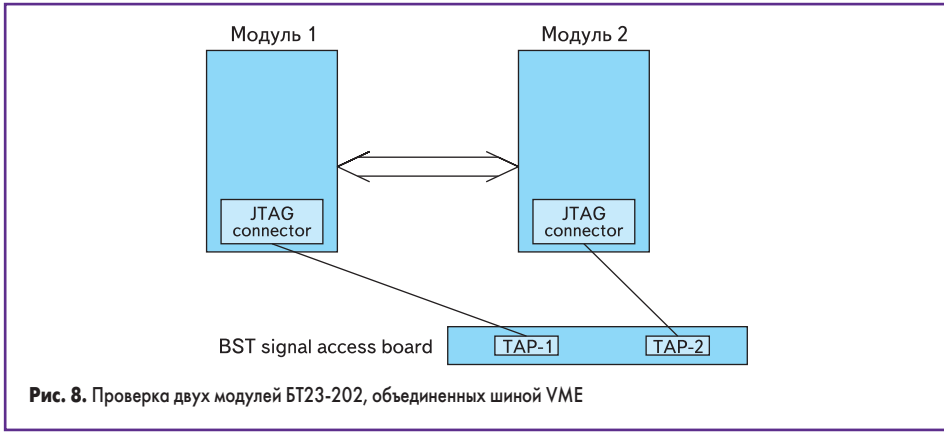 Модуль 1
Модуль 2
JTAG
connector
JTAG
connector
BST signal access board
TAP-1
TAP-2
Рис. 8. Проверка двух модулей БТ23-202, объединенных шиной VME